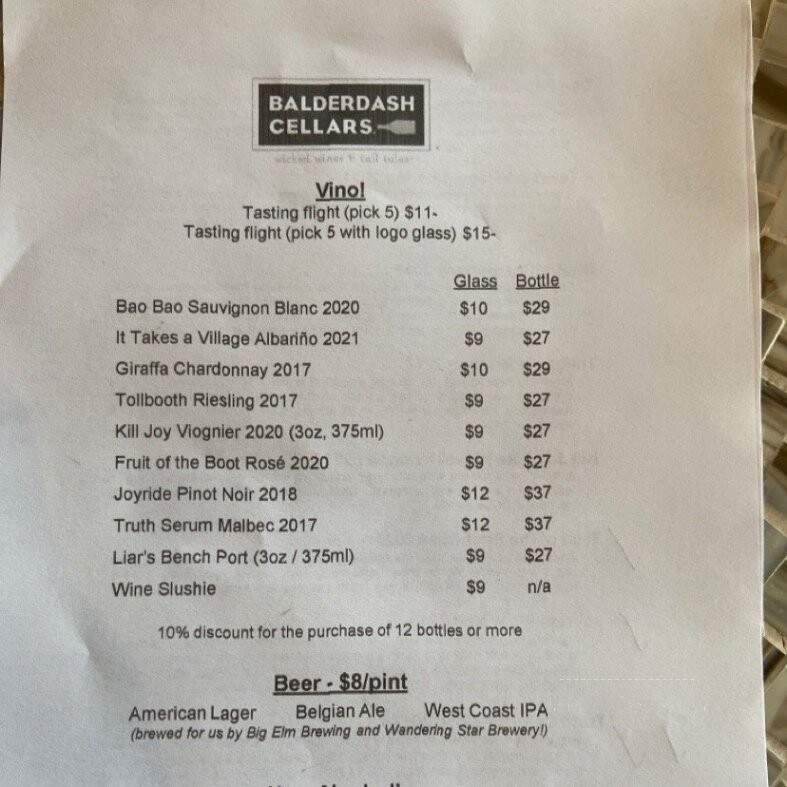 BALDERDASH
CELLARS
wicked wines & tall tales
Vino!
Tasting flight (pick 5) $11-
Tasting flight (pick 5 with logo glass) $15-
Glass Bottle
Bao Bao Sauvignon Blanc 2020 $10 $29
It Takes a Village Albariño 2021 $9 $27
Giraffa Chardonnay 2017 $10 $29
Tollbooth Riesling 2017 $9 $27
Kill Joy Viognier 2020 (3oz, 375ml) $9 $27
Fruit of the Boot Rosé 2020 $9 $27
Joyride Pinot Noir 2018 $12 $37
Truth Serum Malbec 2017 $12 $37
Liar's Bench Port (3oz / 375ml) $9 $27
Wine Slushie $9 n/a
10% discount for the purchase of 12 bottles or more
Beer - $8/pint
American Lager Belgian Ale West Coast IPA
(brewed for us by Big Elm Brewing and Wandering Star Brewery!)